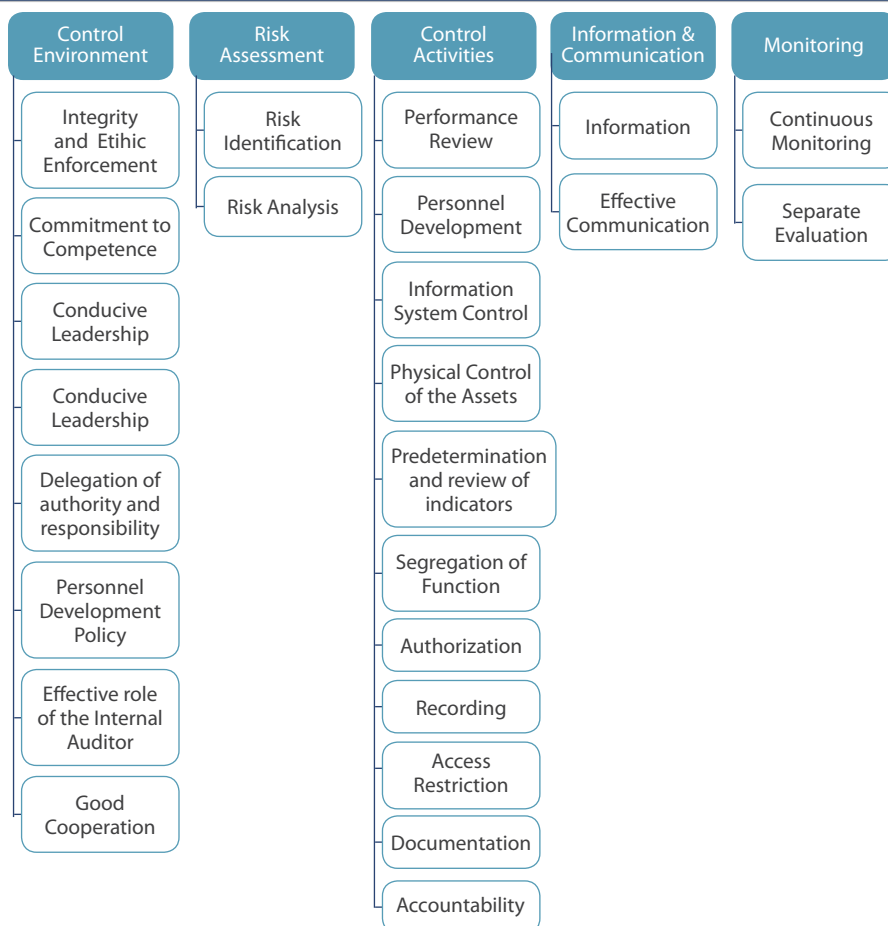 Control
Environment
Integrity
and Etihic
Enforcement
Commitment to
Competence
Conducive
Leadership
Conducive
Leadership
Delegation of
authority and
responsibility
Personnel
Development
Policy
Effective role
of the Internal
Auditor
Good
Cooperation
Risk
Assessment
Risk
Identification
Risk Analysis
Control
Activities
Performance
Review
Personnel
Development
Information
System Control
Physical Control
of the Assets
Predetermination
and review of
indicators
Segregation of
Function
Authorization
Recording
Access
Restriction
Documentation
Accountability
Information &
Communication
Information
Effective
Communication
Monitoring
Continuous
Monitoring
Separate
Evaluation